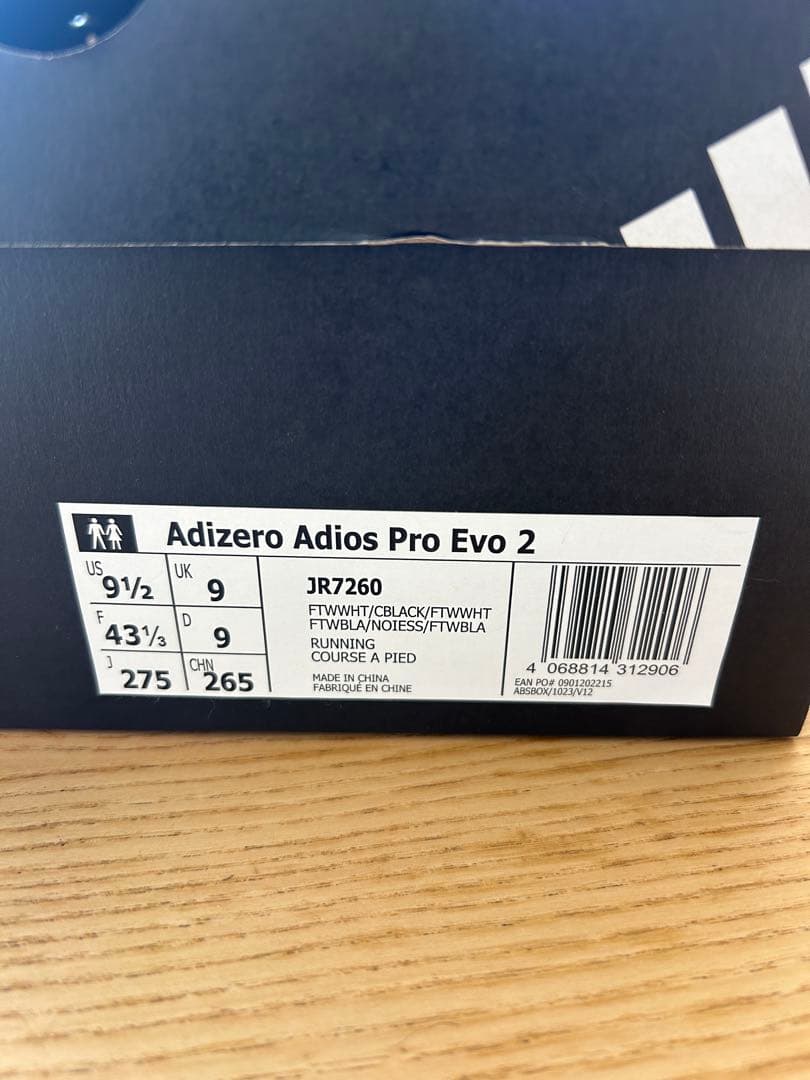 Adizero Adios Pro Evo 2
US 9½ UK 9
F 43⅓ D 9
J 275 CHN 265
JR7260
FTWWHT/CBLACK/FTWWHT
FTWBLA/NOIESS/FTWBLA
RUNNING
COURSE A PIED
MADE IN CHINA
FABRIQUÉ EN CHINE
4 068814 312906
EAN PO# 0901202215
ABSBOX/1023/V12